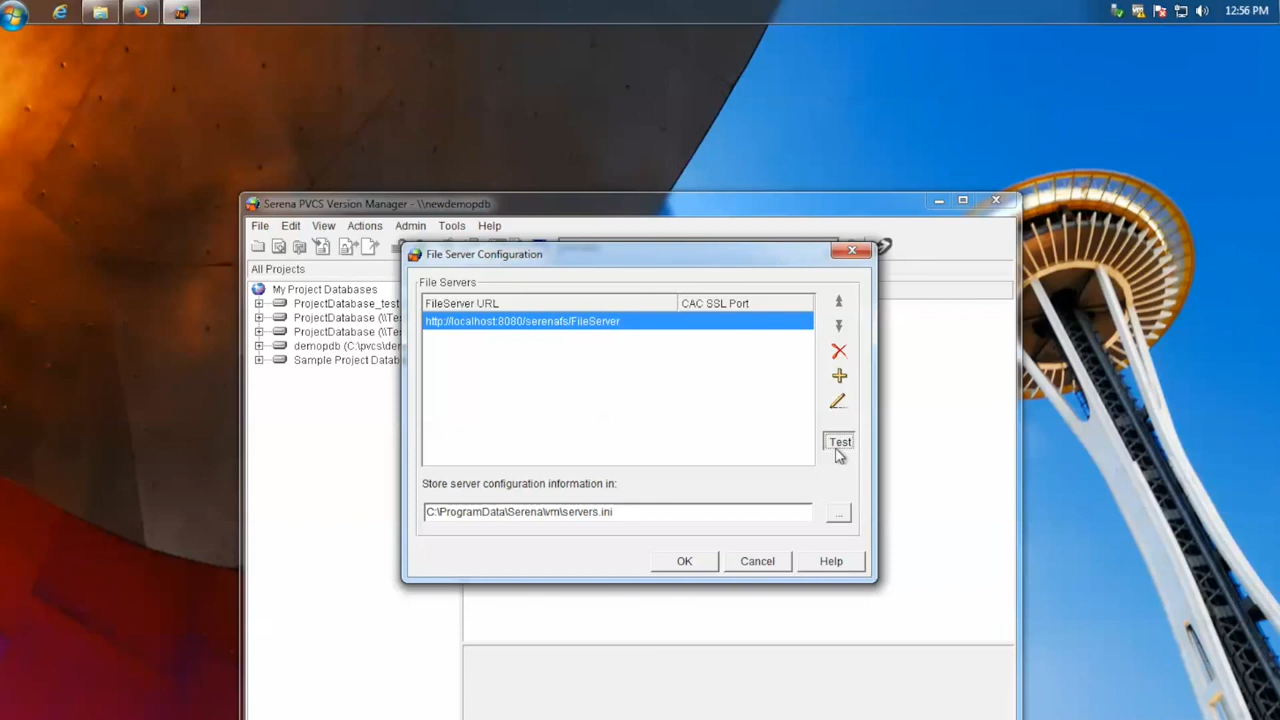 12:56 PM
Serena PVCS Version Manager - \\newdemopdb
File Edit View Actions Admin Tools Help
File Server Configuration
All Projects
My Project Databases
ProjectDatabase_test
ProjectDatabase (\\Tes
ProjectDatabase (\\Tes
demopdb (C:\pvcs\der
Sample Project Datab
File Servers
FileServer URL CAC SSL Port
http://localhost:8080/serenafs/FileServer
Test
Store server configuration information in:
C:\ProgramData\Serena\vm\servers.ini
...
OK Cancel Help